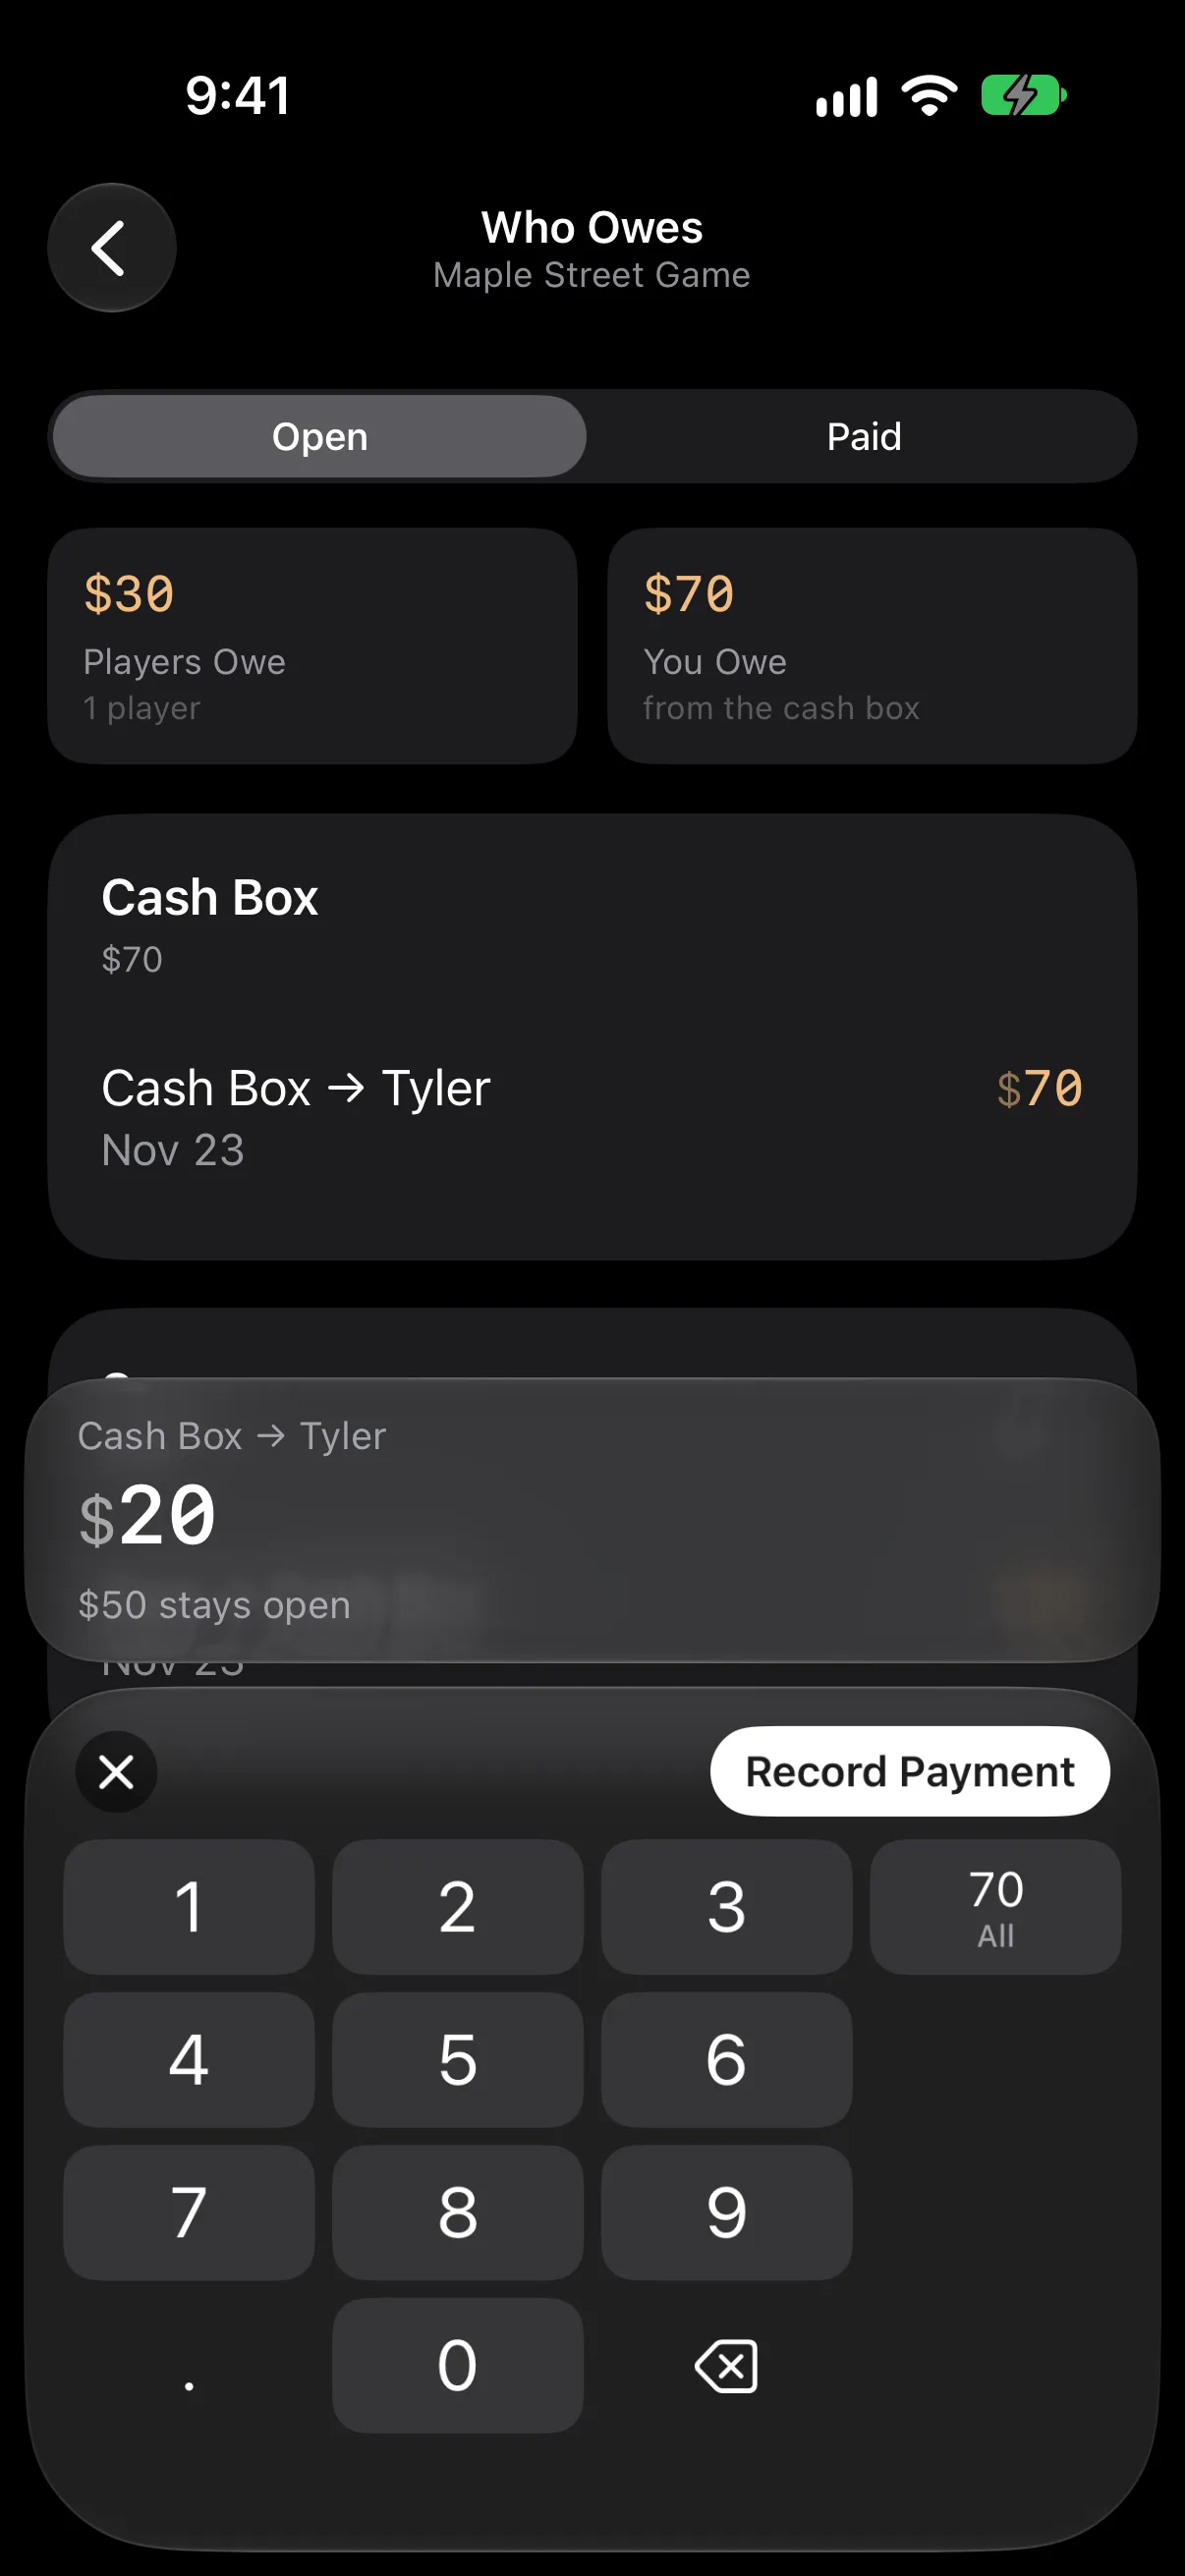 9:41
Who Owes
Maple Street Game
Open
Paid
$30
Players Owe
1 player
$70
You Owe
from the cash box
Cash Box
$70
Cash Box → Tyler
$70
Nov 23
Cash Box → Tyler
$20
$50 stays open
Nov 23
Record Payment
1
2
3
70
All
4
5
6
7
8
9
.
0